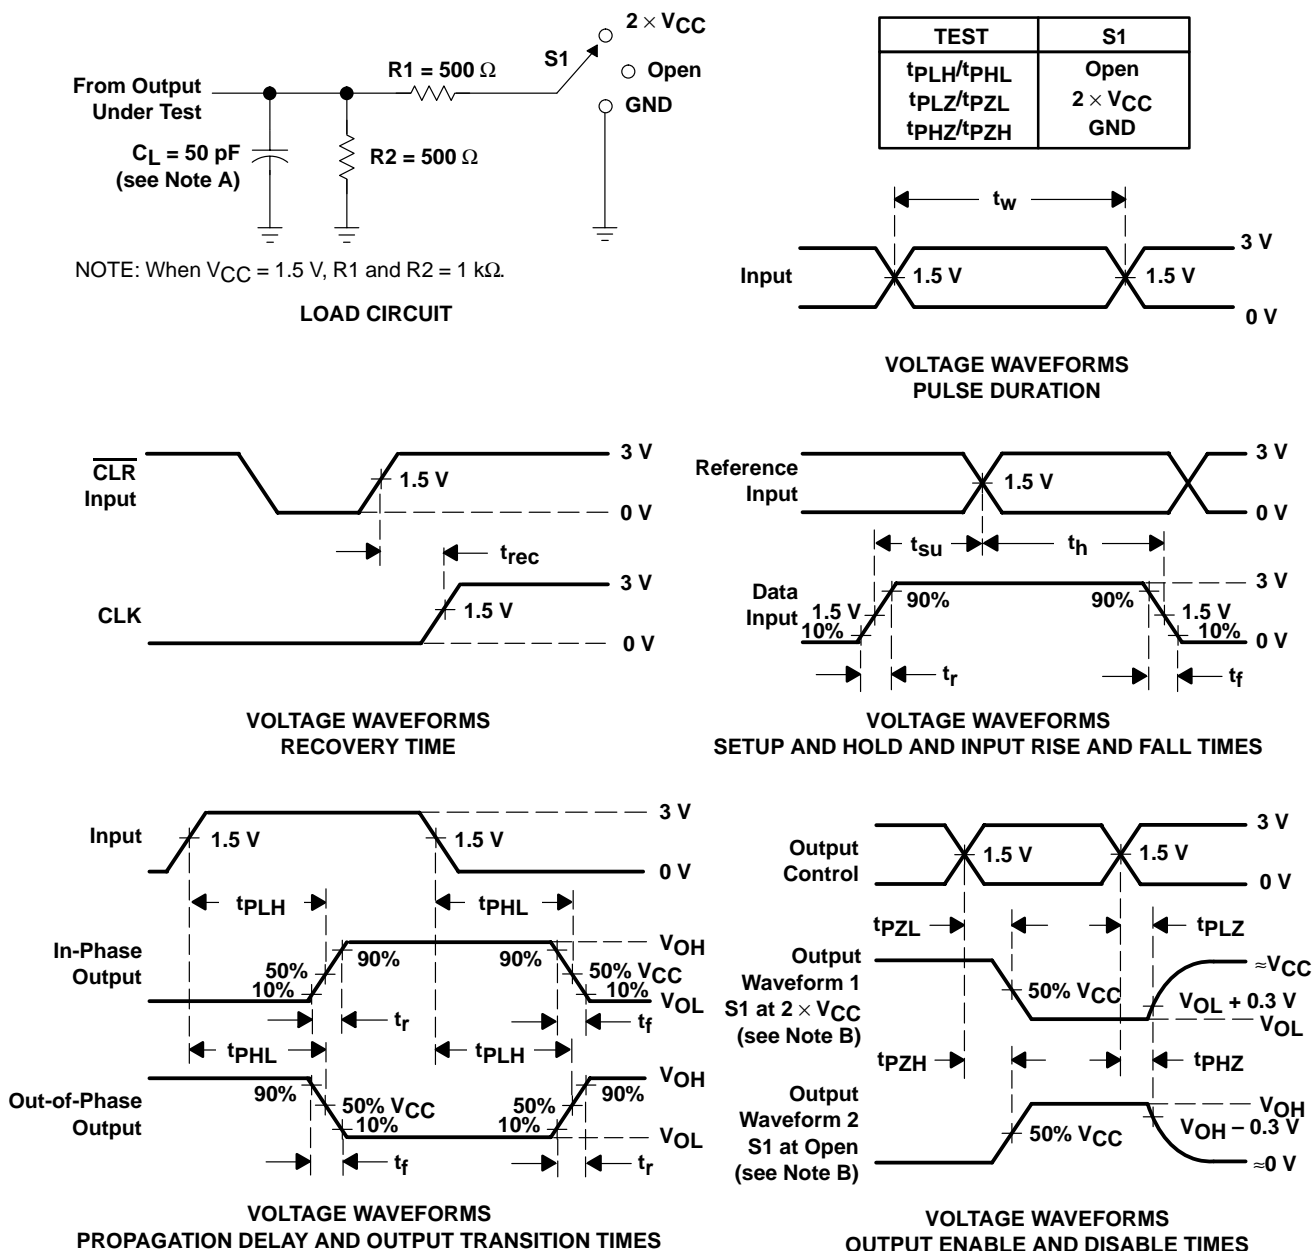 2 × VCC
S1
Open
GND
R1 = 500 Ω
From Output
Under Test
CL = 50 pF
(see Note A)
R2 = 500 Ω
NOTE: When VCC = 1.5 V, R1 and R2 = 1 kΩ.
LOAD CIRCUIT
TEST S1
tPLH/tPHL Open
tPLZ/tPZL 2 × VCC
tPHZ/tPZH GND
tw
3 V
Input 1.5 V 1.5 V
0 V
VOLTAGE WAVEFORMS
PULSE DURATION
CLR
Input
3 V
1.5 V
0 V
trec
CLK
3 V
1.5 V
0 V
VOLTAGE WAVEFORMS
RECOVERY TIME
Reference
Input
3 V
1.5 V
0 V
tsu th
Data
Input
3 V
90% 90%
1.5 V 1.5 V
10% 10%
0 V
tr tf
VOLTAGE WAVEFORMS
SETUP AND HOLD AND INPUT RISE AND FALL TIMES
Input
3 V
1.5 V 1.5 V
0 V
tPLH tPHL
In-Phase
Output
VOH
90% 90%
50% 50% VCC
10% 10%
VOL
tr tf
tPHL tPLH
Out-of-Phase
Output
VOH
90% 90%
50% VCC 50%
10% 10%
VOL
tf tr
VOLTAGE WAVEFORMS
PROPAGATION DELAY AND OUTPUT TRANSITION TIMES
Output
Control
3 V
1.5 V 1.5 V
0 V
tPZL tPLZ
Output
Waveform 1
S1 at 2 × VCC
(see Note B)
≈VCC
50% VCC
VOL + 0.3 V
VOL
tPZH tPHZ
Output
Waveform 2
S1 at Open
(see Note B)
VOH
50% VCC
VOH − 0.3 V
≈0 V
VOLTAGE WAVEFORMS
OUTPUT ENABLE AND DISABLE TIMES